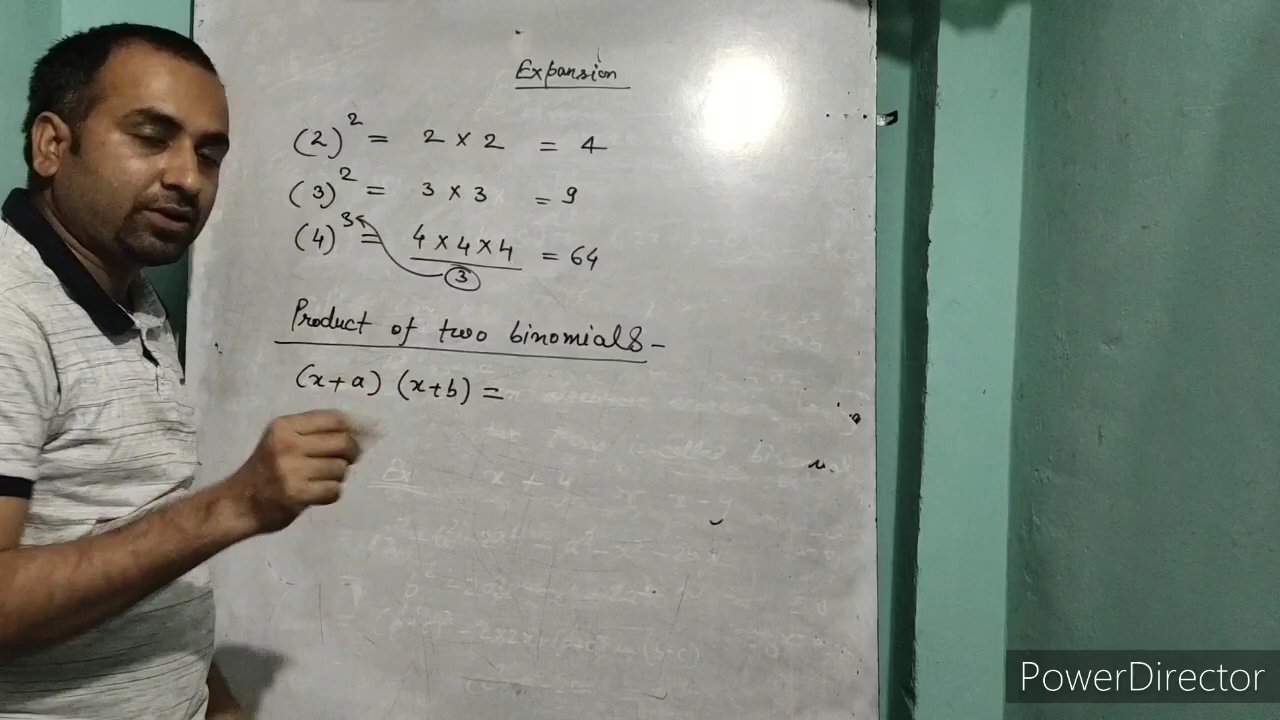 Expansion
(2)² = 2 × 2 = 4
(3)² = 3 × 3 = 9
(4)³ = 4 × 4 × 4 = 64
3
Product of two binomials -
(x+a) (x+b) =
Ex x + y x - y
PowerDirector